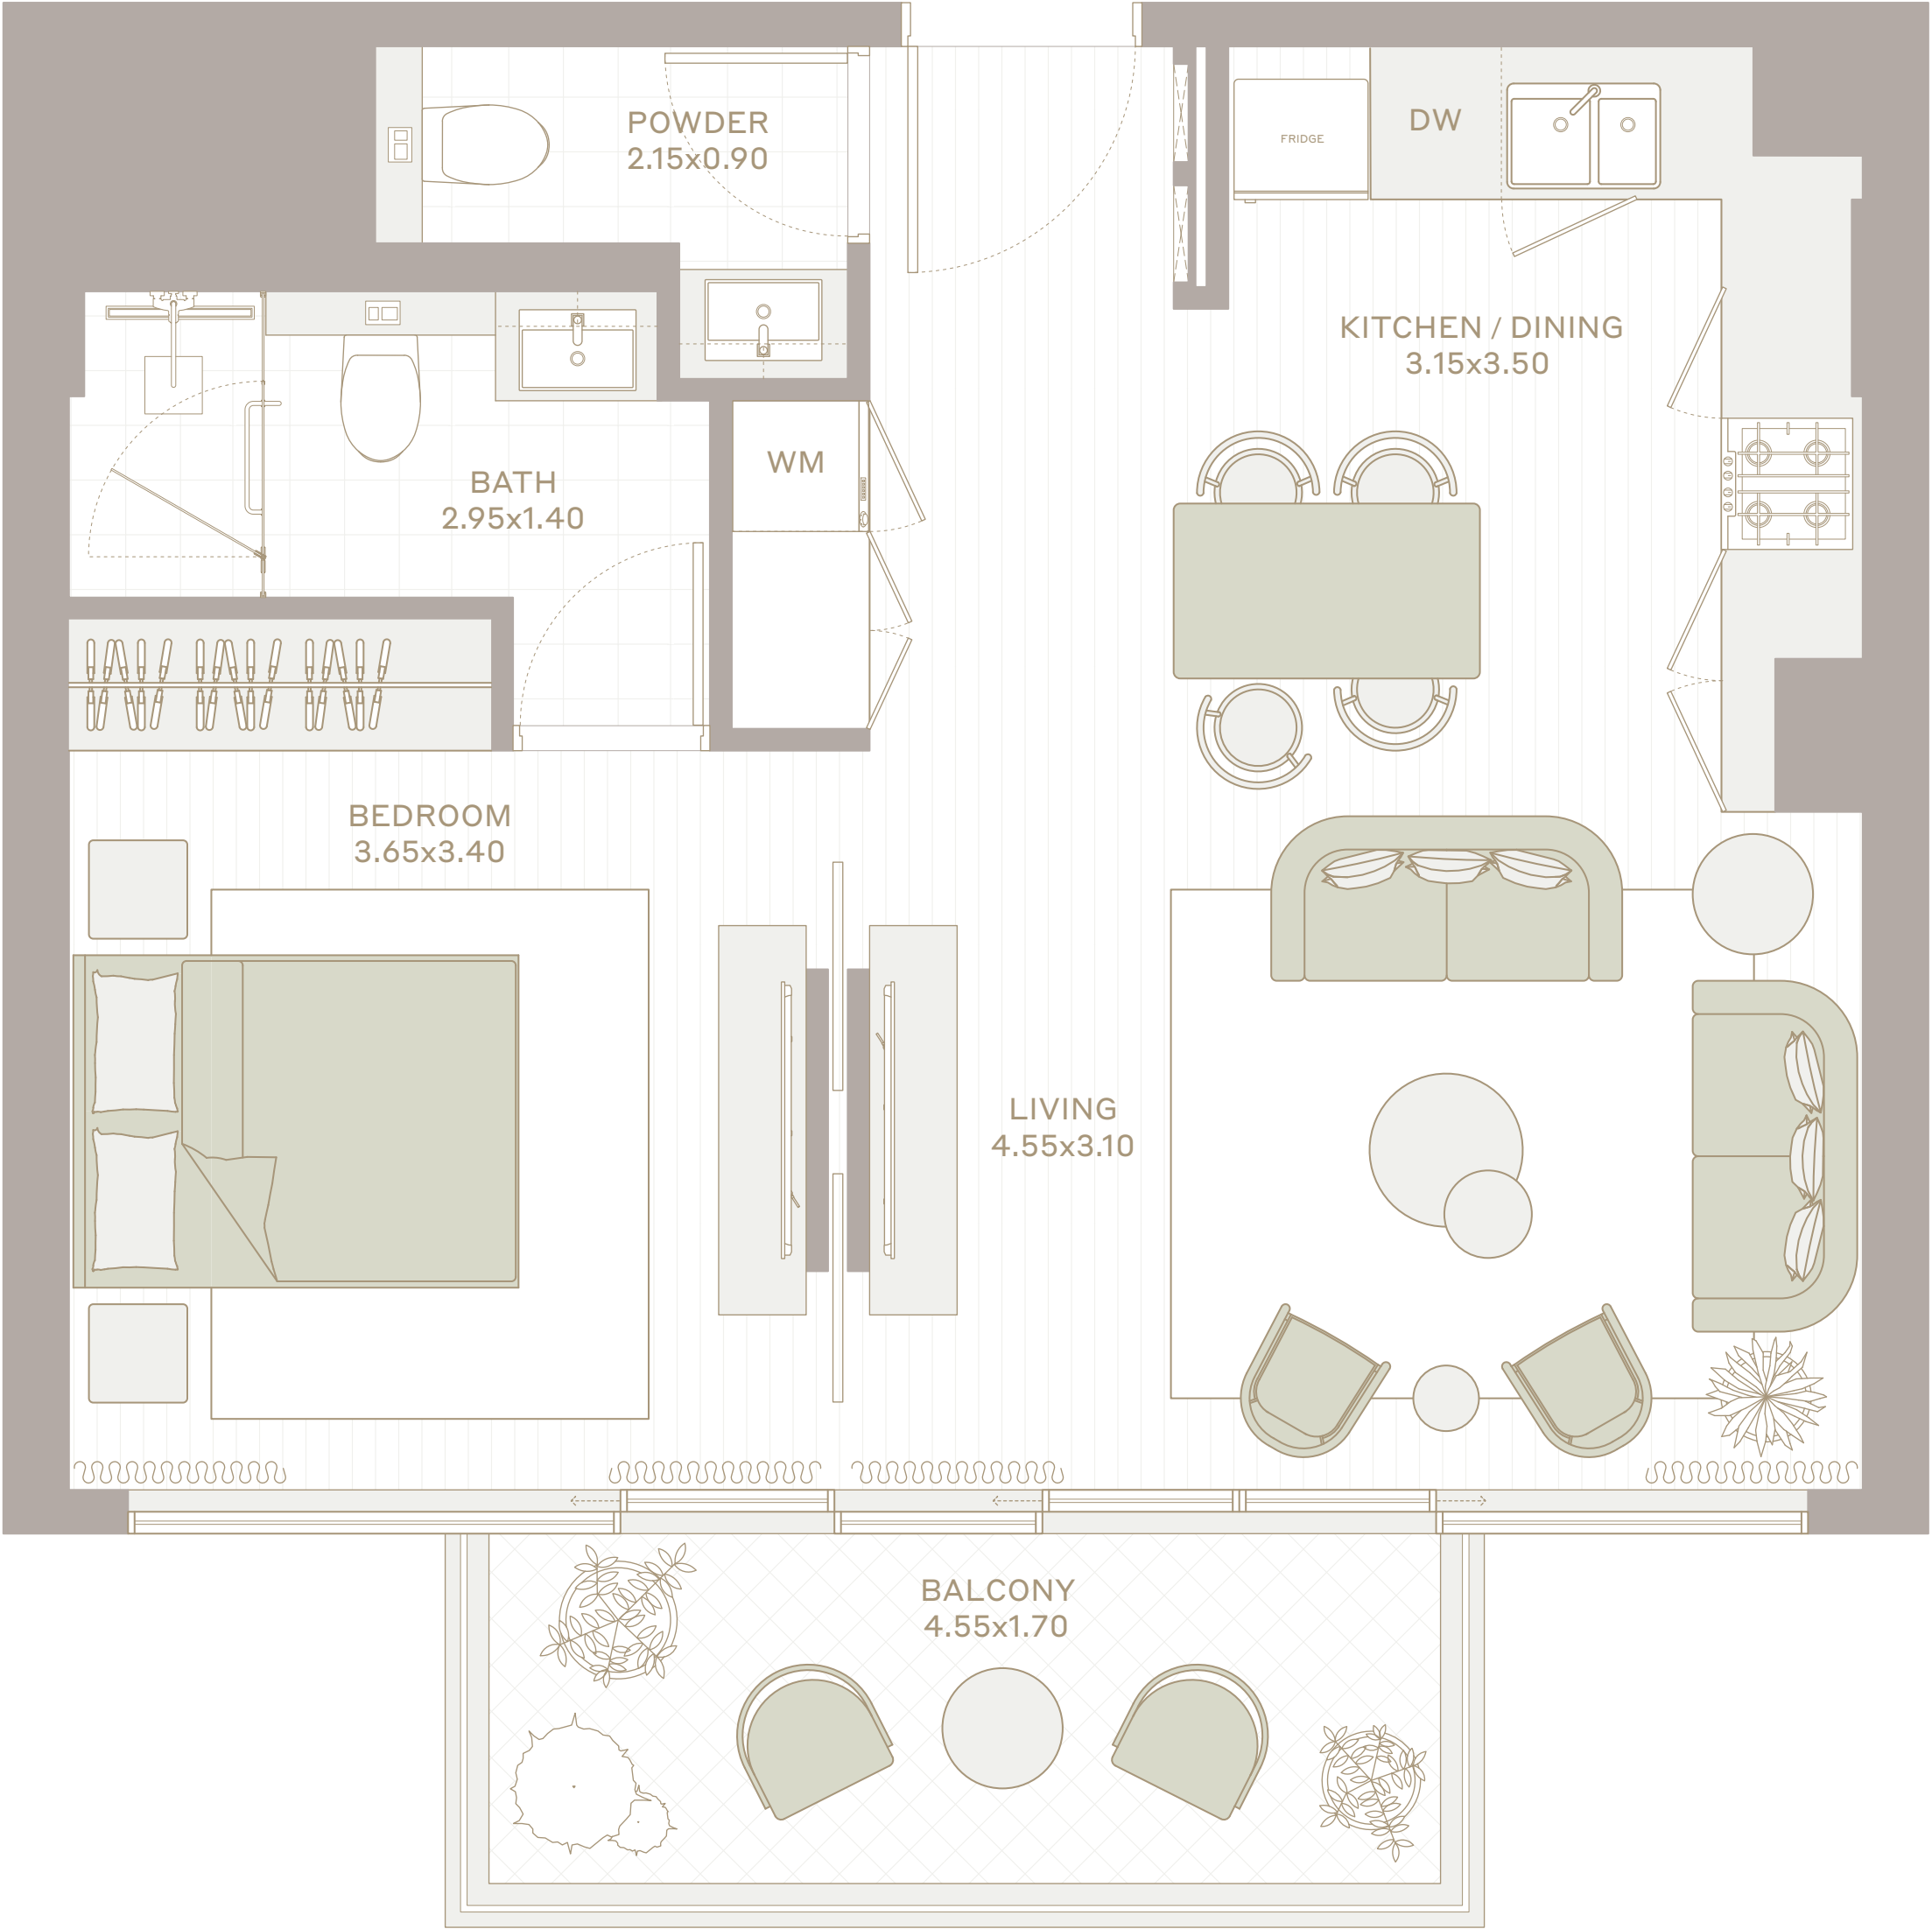 POWDER
2.15x0.90
FRIDGE
DW
KITCHEN / DINING
3.15x3.50
WM
BATH
2.95x1.40
BEDROOM
3.65x3.40
LIVING
4.55x3.10
BALCONY
4.55x1.70